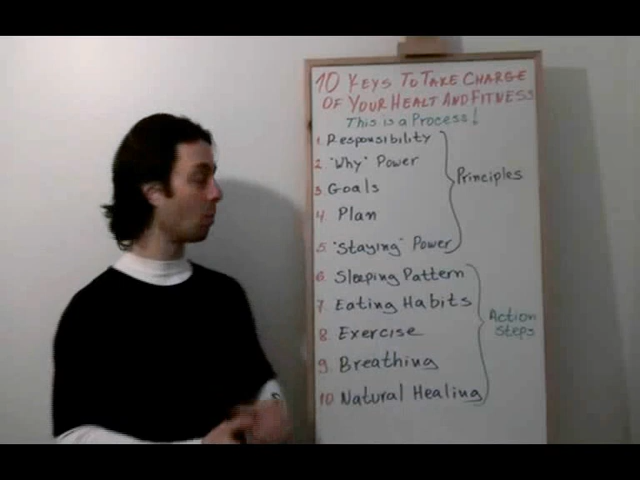 10 KEYS TO TAKE CHARGE
OF YOUR HEALT AND FITNESS
This is a Process!
1. Responsibility
2 "Why" Power
3 Goals
4 Plan
5. "Staying" Power
Principles
6. Sleeping Pattern
7. Eating Habits
8. Exercise
9. Breathing
10. Natural Healing
Action
Steps